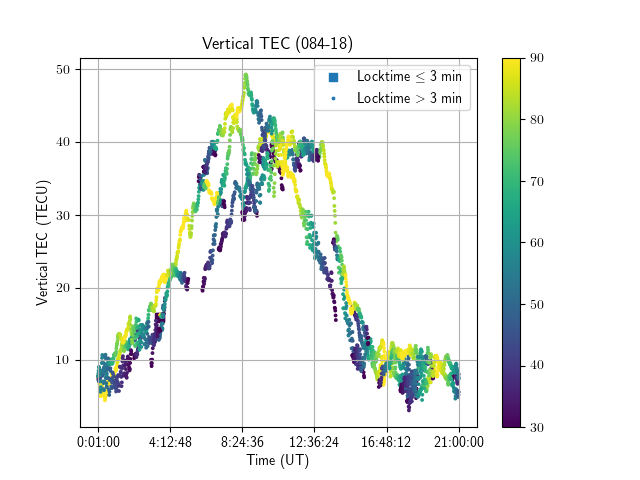 Vertical TEC (084-18)
Locktime ≤ 3 min
Locktime > 3 min
Vertical TEC (TECU)
50
40
30
20
10
0:01:00 4:12:48 8:24:36 12:36:24 16:48:12 21:00:00
Time (UT)
90
80
70
60
50
40
30